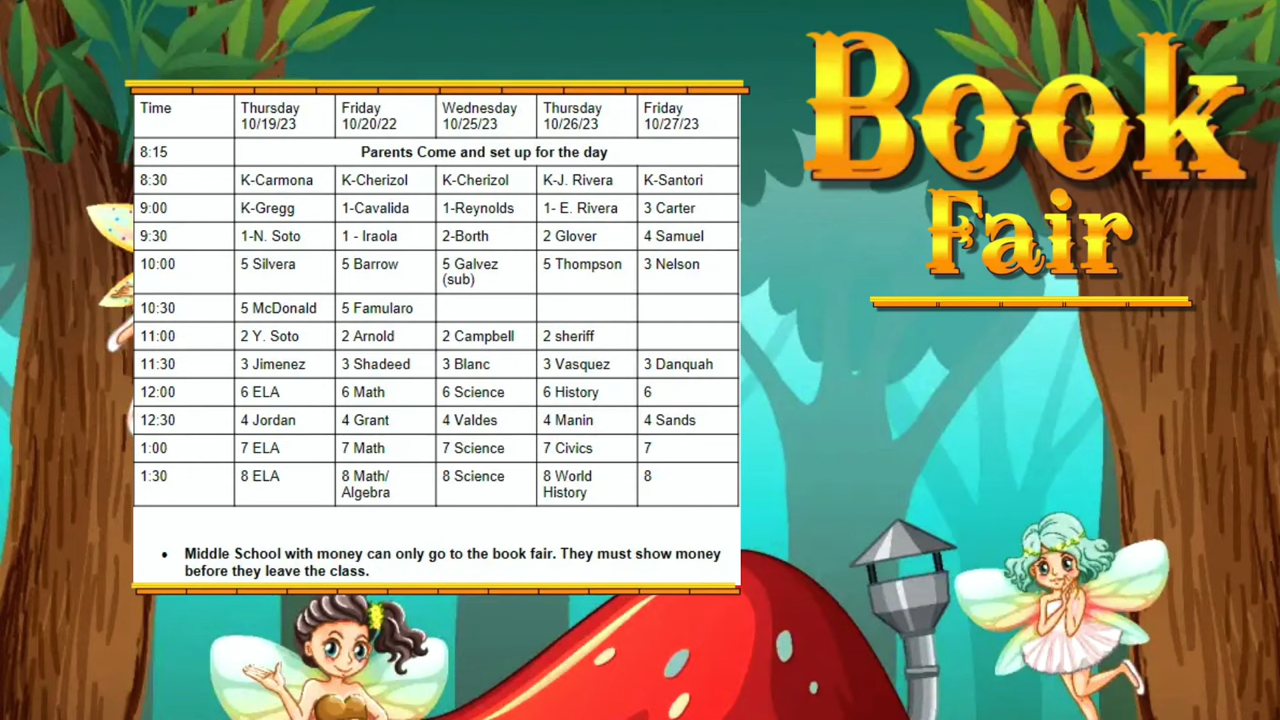 Book
Fair
Time Thursday 10/19/23 Friday 10/20/22 Wednesday 10/25/23 Thursday 10/26/23 Friday 10/27/23
8:15 Parents Come and set up for the day
8:30 K-Carmona K-Cherizol K-Cherizol K-J. Rivera K-Santori
9:00 K-Gregg 1-Cavalida 1-Reynolds 1- E. Rivera 3 Carter
9:30 1-N. Soto 1 - Iraola 2-Borth 2 Glover 4 Samuel
10:00 5 Silvera 5 Barrow 5 Galvez (sub) 5 Thompson 3 Nelson
10:30 5 McDonald 5 Famularo
11:00 2 Y. Soto 2 Arnold 2 Campbell 2 sheriff
11:30 3 Jimenez 3 Shadeed 3 Blanc 3 Vasquez 3 Danquah
12:00 6 ELA 6 Math 6 Science 6 History 6
12:30 4 Jordan 4 Grant 4 Valdes 4 Manin 4 Sands
1:00 7 ELA 7 Math 7 Science 7 Civics 7
1:30 8 ELA 8 Math/ Algebra 8 Science 8 World History 8
• Middle School with money can only go to the book fair. They must show money
before they leave the class.